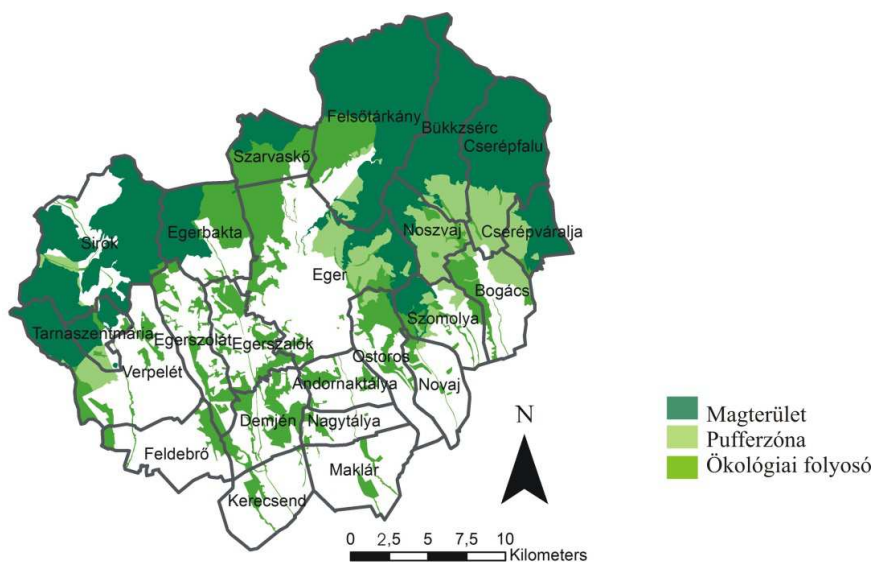 Felsőtárkány
Bükkzsérc
Cserépfalu
Szarvaskő
Sirok
Egerbakta
Noszvaj
Cserépváralja
Eger
Bogács
Szomolya
Tarnaszentmária
Egerszólát
Egerszalók
Ostoros
Verpelét
Andornaktálya
Novaj
Demjén
Nagytálya
Feldebrő
Maklár
Kerecsend
N
0 2,5 5 7,5 10
Kilometers
Magterület
Pufferzóna
Ökológiai folyosó